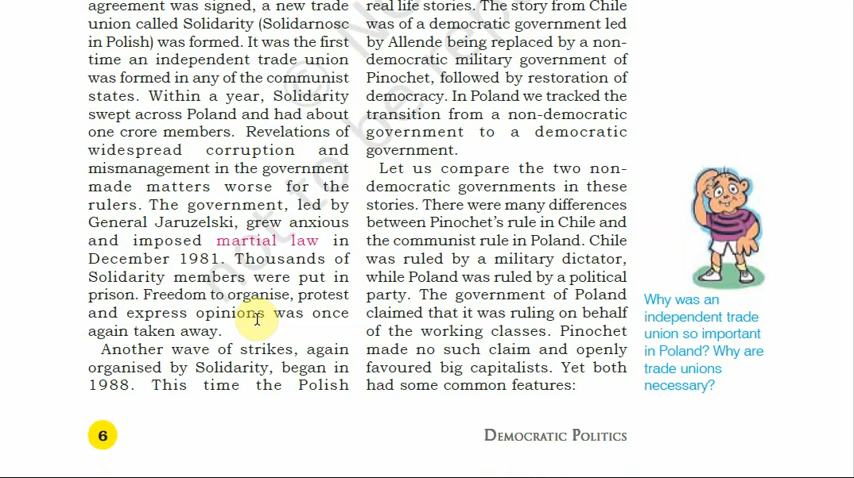 agreement was signed, a new trade
union called Solidarity (Solidarnosc
in Polish) was formed. It was the first
time an independent trade union
was formed in any of the communist
states. Within a year, Solidarity
swept across Poland and had about
one crore members. Revelations of
widespread corruption and
mismanagement in the government
made matters worse for the
rulers. The government, led by
General Jaruzelski, grew anxious
and imposed martial law in
December 1981. Thousands of
Solidarity members were put in
prison. Freedom to organise, protest
and express opinions was once
again taken away.
Another wave of strikes, again
organised by Solidarity, began in
1988. This time the Polish
real life stories. The story from Chile
was of a democratic government led
by Allende being replaced by a non-
democratic military government of
Pinochet, followed by restoration of
democracy. In Poland we tracked the
transition from a non-democratic
government to a democratic
government.
Let us compare the two non-
democratic governments in these
stories. There were many differences
between Pinochet's rule in Chile and
the communist rule in Poland. Chile
was ruled by a military dictator,
while Poland was ruled by a political
party. The government of Poland
claimed that it was ruling on behalf
of the working classes. Pinochet
made no such claim and openly
favoured big capitalists. Yet both
had some common features:
Why was an
independent trade
union so important
in Poland? Why are
trade unions
necessary?
6
DEMOCRATIC POLITICS
not to be rep
© N